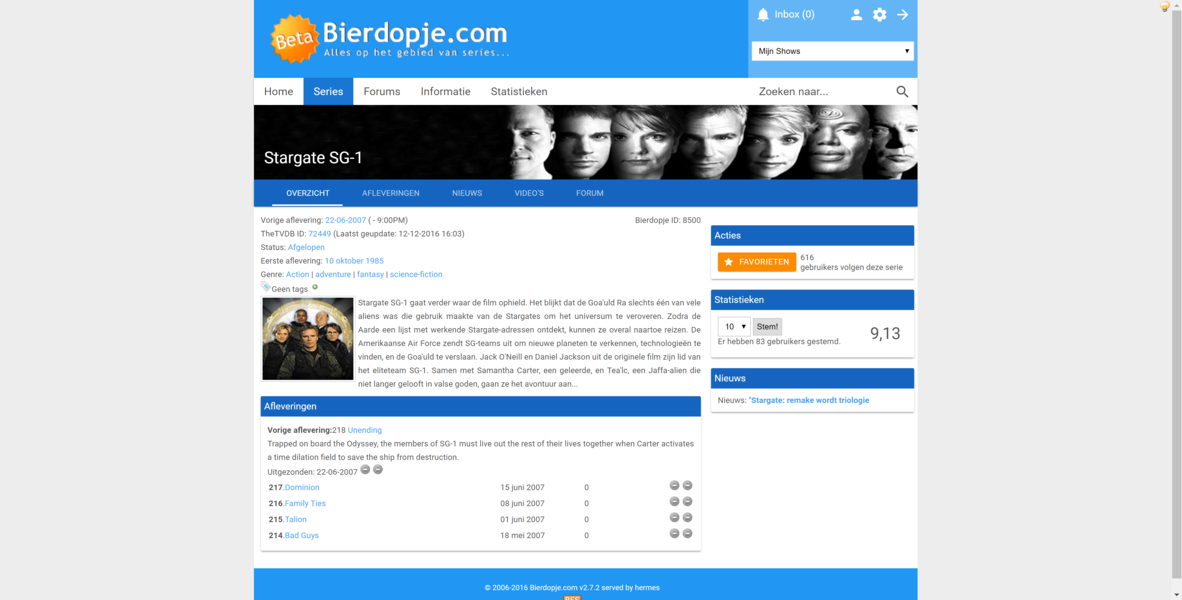 Beta
Bierdopje.com
Alles op het gebied van series...
Inbox (0)
Mijn Shows
Home
Series
Forums
Informatie
Statistieken
Zoeken naar...
Stargate SG-1
OVERZICHT
AFLEVERINGEN
NIEUWS
VIDEO'S
FORUM
Vorige aflevering: 22-06-2007 ( - 9:00PM)
Bierdopje ID: 8500
TheTVDB ID: 72449 (Laatst geupdate: 12-12-2016 16:03)
Status: Afgelopen
Eerste aflevering: 10 oktober 1985
Genre: Action | adventure | fantasy | science-fiction
Geen tags
Stargate SG-1 gaat verder waar de film ophield. Het blijkt dat de Goa'uld Ra slechts één van vele
aliens was die gebruik maakte van de Stargates om het universum te veroveren. Zodra de
Aarde een lijst met werkende Stargate-adressen ontdekt, kunnen ze overal naartoe reizen. De
Amerikaanse Air Force zendt SG-teams uit om nieuwe planeten te verkennen, technologieën te
vinden, en de Goa'uld te verslaan. Jack O'Neill en Daniel Jackson uit de originele film zijn lid van
het eliteteam SG-1. Samen met Samantha Carter, een geleerde, en Tea'lc, een Jaffa-alien die
niet langer gelooft in valse goden, gaan ze het avontuur aan...
Afleveringen
Vorige aflevering:218 Unending
Trapped on board the Odyssey, the members of SG-1 must live out the rest of their lives together when Carter activates
a time dilation field to save the ship from destruction.
Uitgezonden: 22-06-2007
217.Dominion 15 juni 2007 0
216.Family Ties 08 juni 2007 0
215.Talion 01 juni 2007 0
214.Bad Guys 18 mei 2007 0
Acties
FAVORIETEN
616
gebruikers volgen deze serie
Statistieken
10
Stem!
9,13
Er hebben 83 gebruikers gestemd.
Nieuws
Nieuws: "Stargate: remake wordt triologie
© 2006-2016 Bierdopje.com v2.7.2 served by hermes
RSS